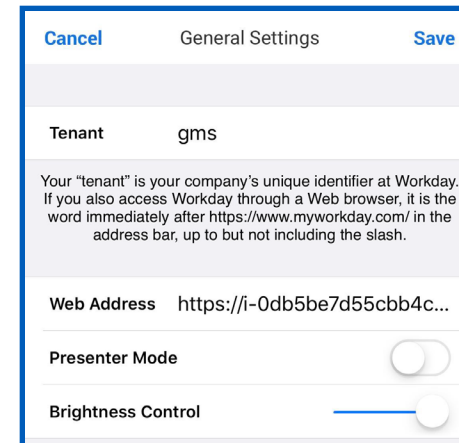 Cancel General Settings Save
Tenant gms
Your “tenant” is your company’s unique identifier at Workday.
If you also access Workday through a Web browser, it is the
word immediately after https://www.myworkday.com/ in the
address bar, up to but not including the slash.
Web Address https://i-0db5be7d55cbb4c...
Presenter Mode
Brightness Control